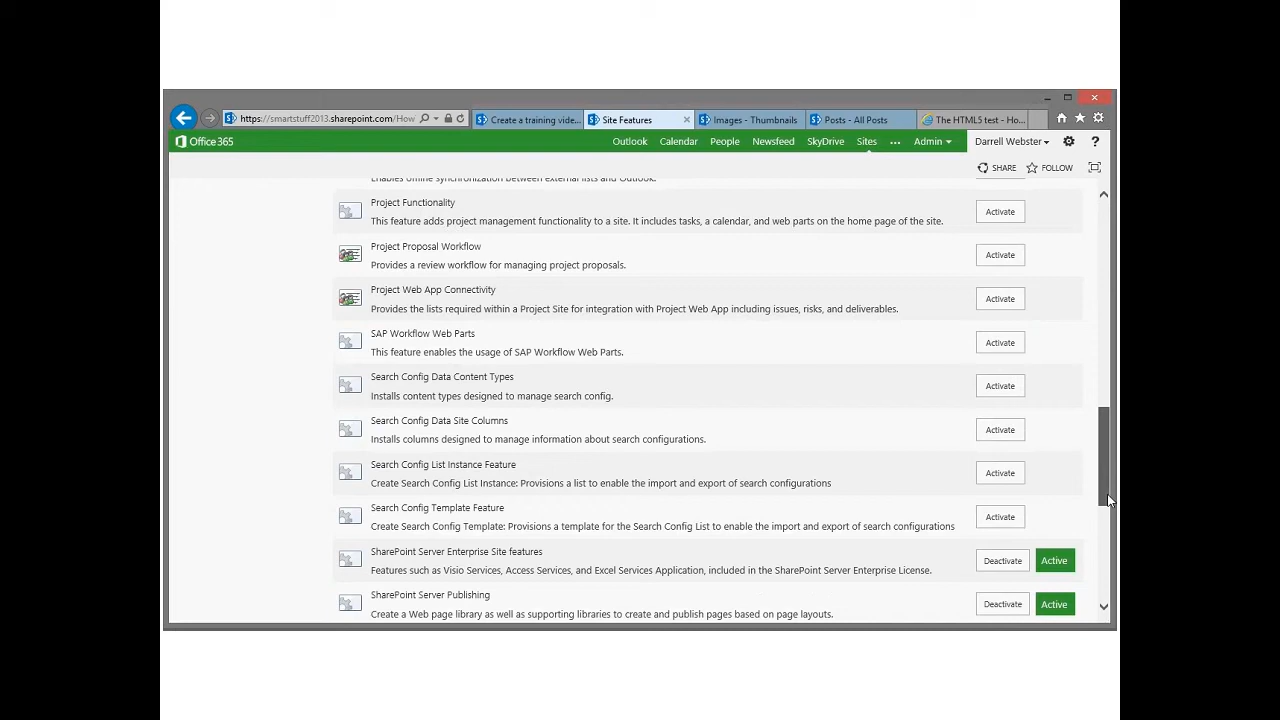 https://smartstuff2013.sharepoint.com/How
Create a training vide...
Site Features
Images - Thumbnails
Posts - All Posts
The HTML5 test - Ho...
Office 365
Outlook Calendar People Newsfeed SkyDrive Sites ... Admin Darrell Webster ?
SHARE FOLLOW
Enables offline synchronization between external lists and Outlook.
Project Functionality
This feature adds project management functionality to a site. It includes tasks, a calendar, and web parts on the home page of the site.
Activate
Project Proposal Workflow
Provides a review workflow for managing project proposals.
Activate
Project Web App Connectivity
Provides the lists required within a Project Site for integration with Project Web App including issues, risks, and deliverables.
Activate
SAP Workflow Web Parts
This feature enables the usage of SAP Workflow Web Parts.
Activate
Search Config Data Content Types
Installs content types designed to manage search config.
Activate
Search Config Data Site Columns
Installs columns designed to manage information about search configurations.
Activate
Search Config List Instance Feature
Create Search Config List Instance: Provisions a list to enable the import and export of search configurations
Activate
Search Config Template Feature
Create Search Config Template: Provisions a template for the Search Config List to enable the import and export of search configurations
Activate
SharePoint Server Enterprise Site features
Features such as Visio Services, Access Services, and Excel Services Application, included in the SharePoint Server Enterprise License.
Deactivate Active
SharePoint Server Publishing
Create a Web page library as well as supporting libraries to create and publish pages based on page layouts.
Deactivate Active